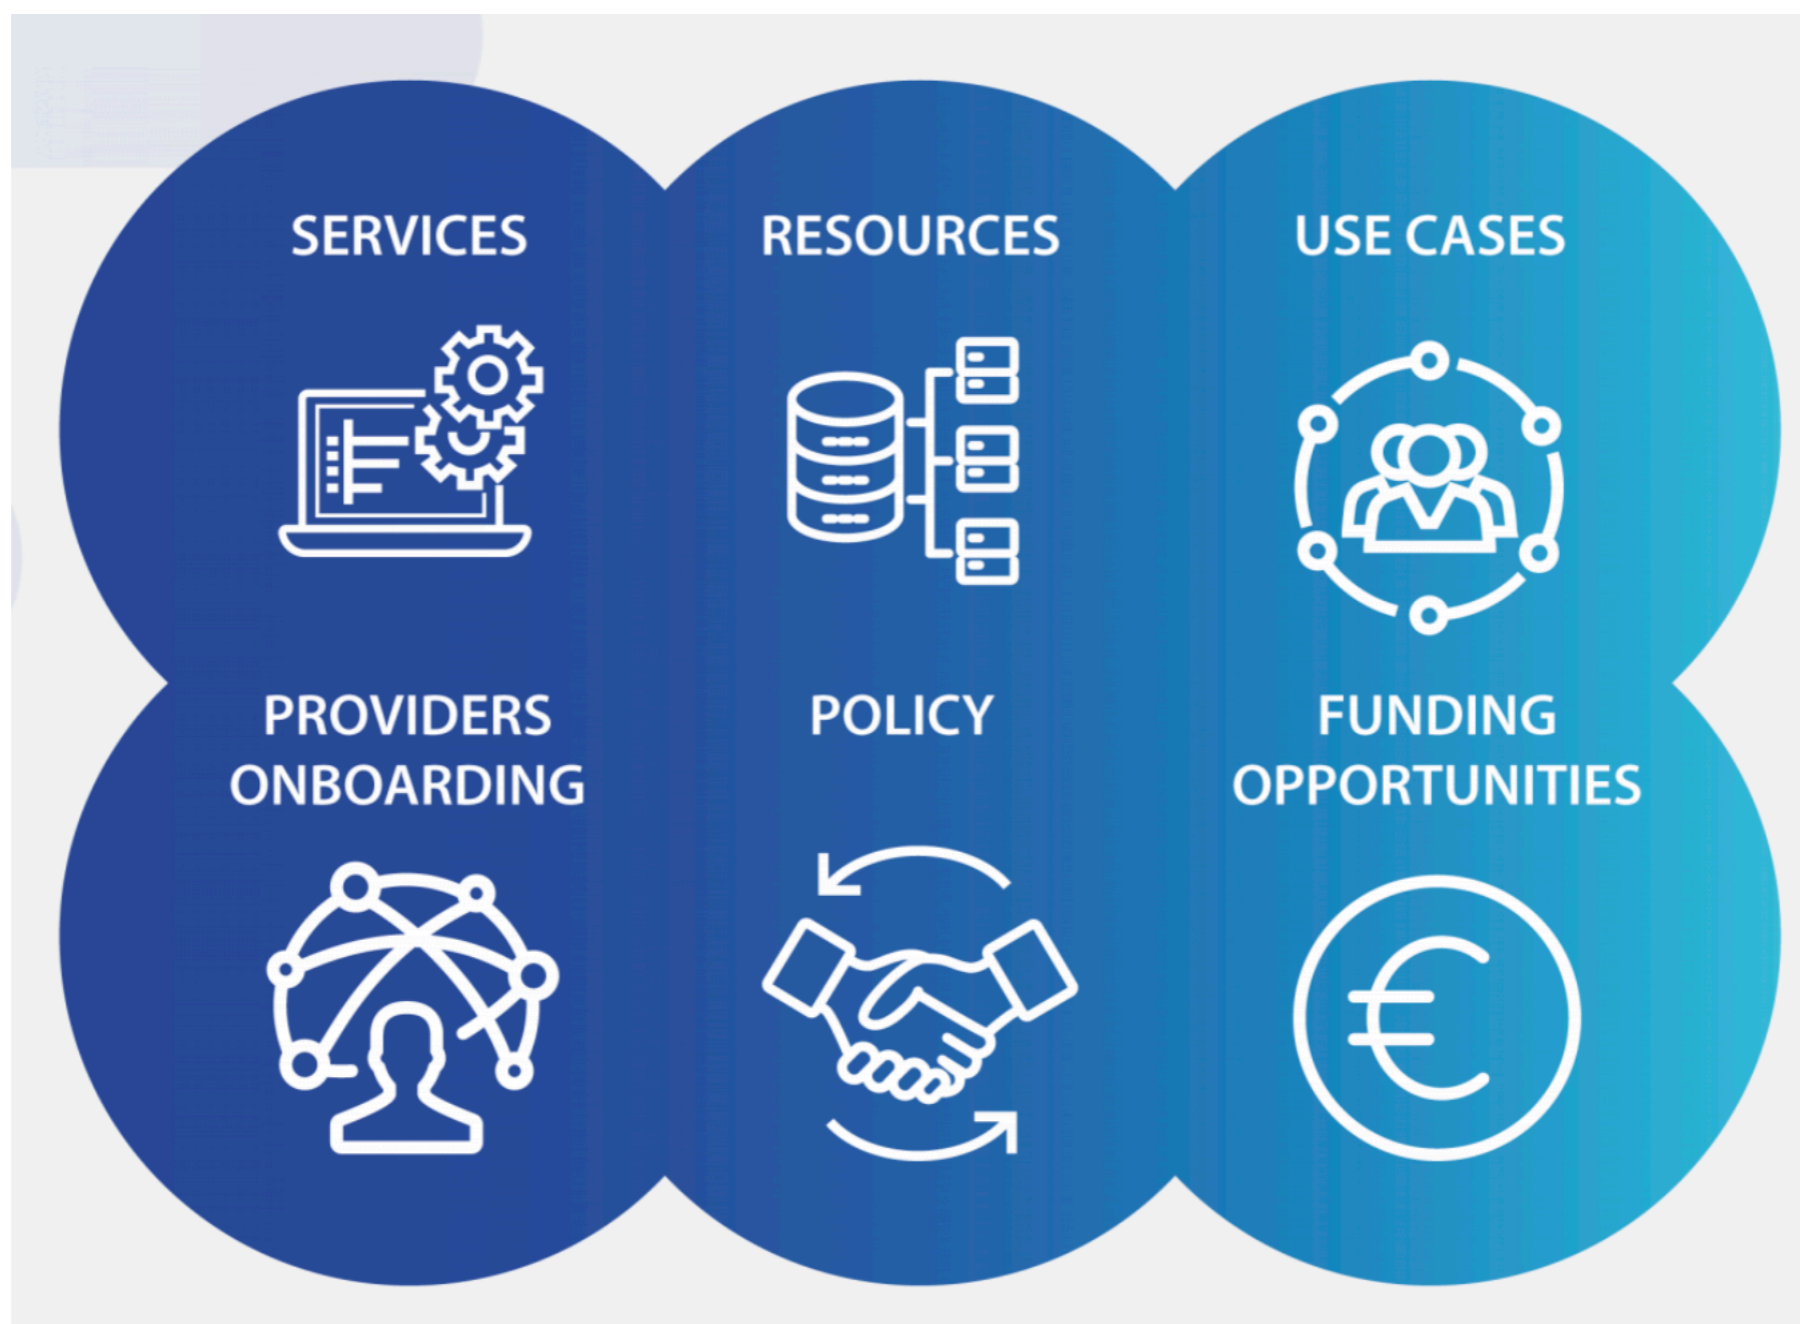 SERVICES
RESOURCES
USE CASES
PROVIDERS
ONBOARDING
POLICY
FUNDING
OPPORTUNITIES